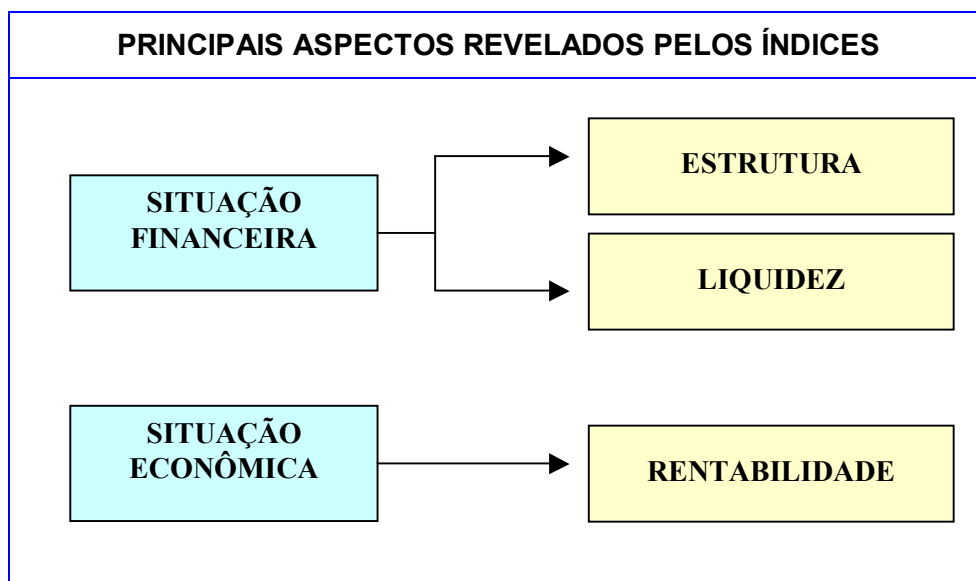 PRINCIPAIS ASPECTOS REVELADOS PELOS ÍNDICES
SITUAÇÃO
FINANCEIRA
ESTRUTURA
LIQUIDEZ
SITUAÇÃO
ECONÔMICA
RENTABILIDADE